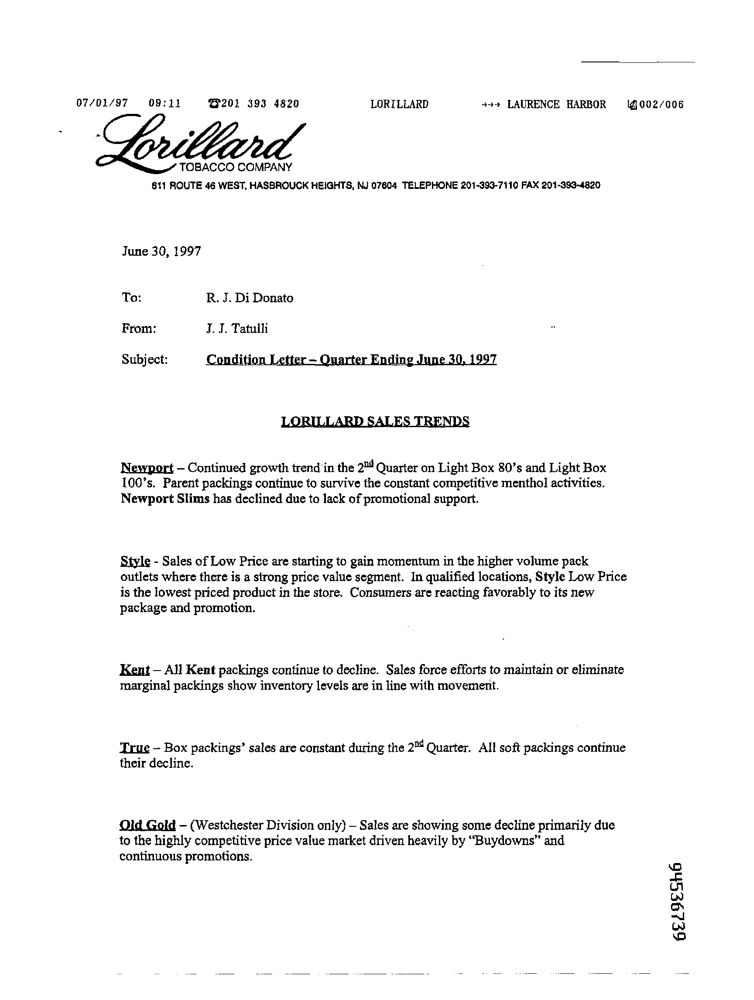 07/01/97 09:11 ☎201 393 4820 LORILLARD +++ LAURENCE HARBOR 002/006
Lorillard
TOBACCO COMPANY
611 ROUTE 46 WEST, HASBROUCK HEIGHTS, NJ 07604 TELEPHONE 201-393-7110 FAX 201-393-4820
June 30, 1997
To: R. J. Di Donato
From: J. J. Tatulli
Subject: Condition Letter – Quarter Ending June 30, 1997
LORILLARD SALES TRENDS
Newport – Continued growth trend in the 2nd Quarter on Light Box 80's and Light Box
100's. Parent packings continue to survive the constant competitive menthol activities.
Newport Slims has declined due to lack of promotional support.
Style - Sales of Low Price are starting to gain momentum in the higher volume pack
outlets where there is a strong price value segment. In qualified locations, Style Low Price
is the lowest priced product in the store. Consumers are reacting favorably to its new
package and promotion.
Kent – All Kent packings continue to decline. Sales force efforts to maintain or eliminate
marginal packings show inventory levels are in line with movement.
True – Box packings' sales are constant during the 2nd Quarter. All soft packings continue
their decline.
Old Gold – (Westchester Division only) – Sales are showing some decline primarily due
to the highly competitive price value market driven heavily by "Buydowns" and
continuous promotions.
94536739